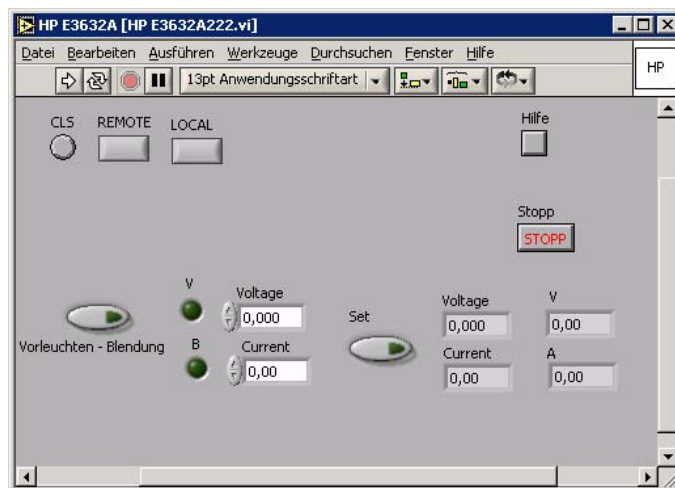 HP E3632A [HP E3632A222.vi]
Datei Bearbeiten Ausführen Werkzeuge Durchsuchen Fenster Hilfe
13pt Anwendungsschriftart
HP
CLS REMOTE LOCAL
Hilfe
Stopp
STOPP
V
Voltage
0,000
Vorleuchten - Blendung
B
Current
0,00
Set
Voltage
0,000
V
0,00
Current
0,00
A
0,00